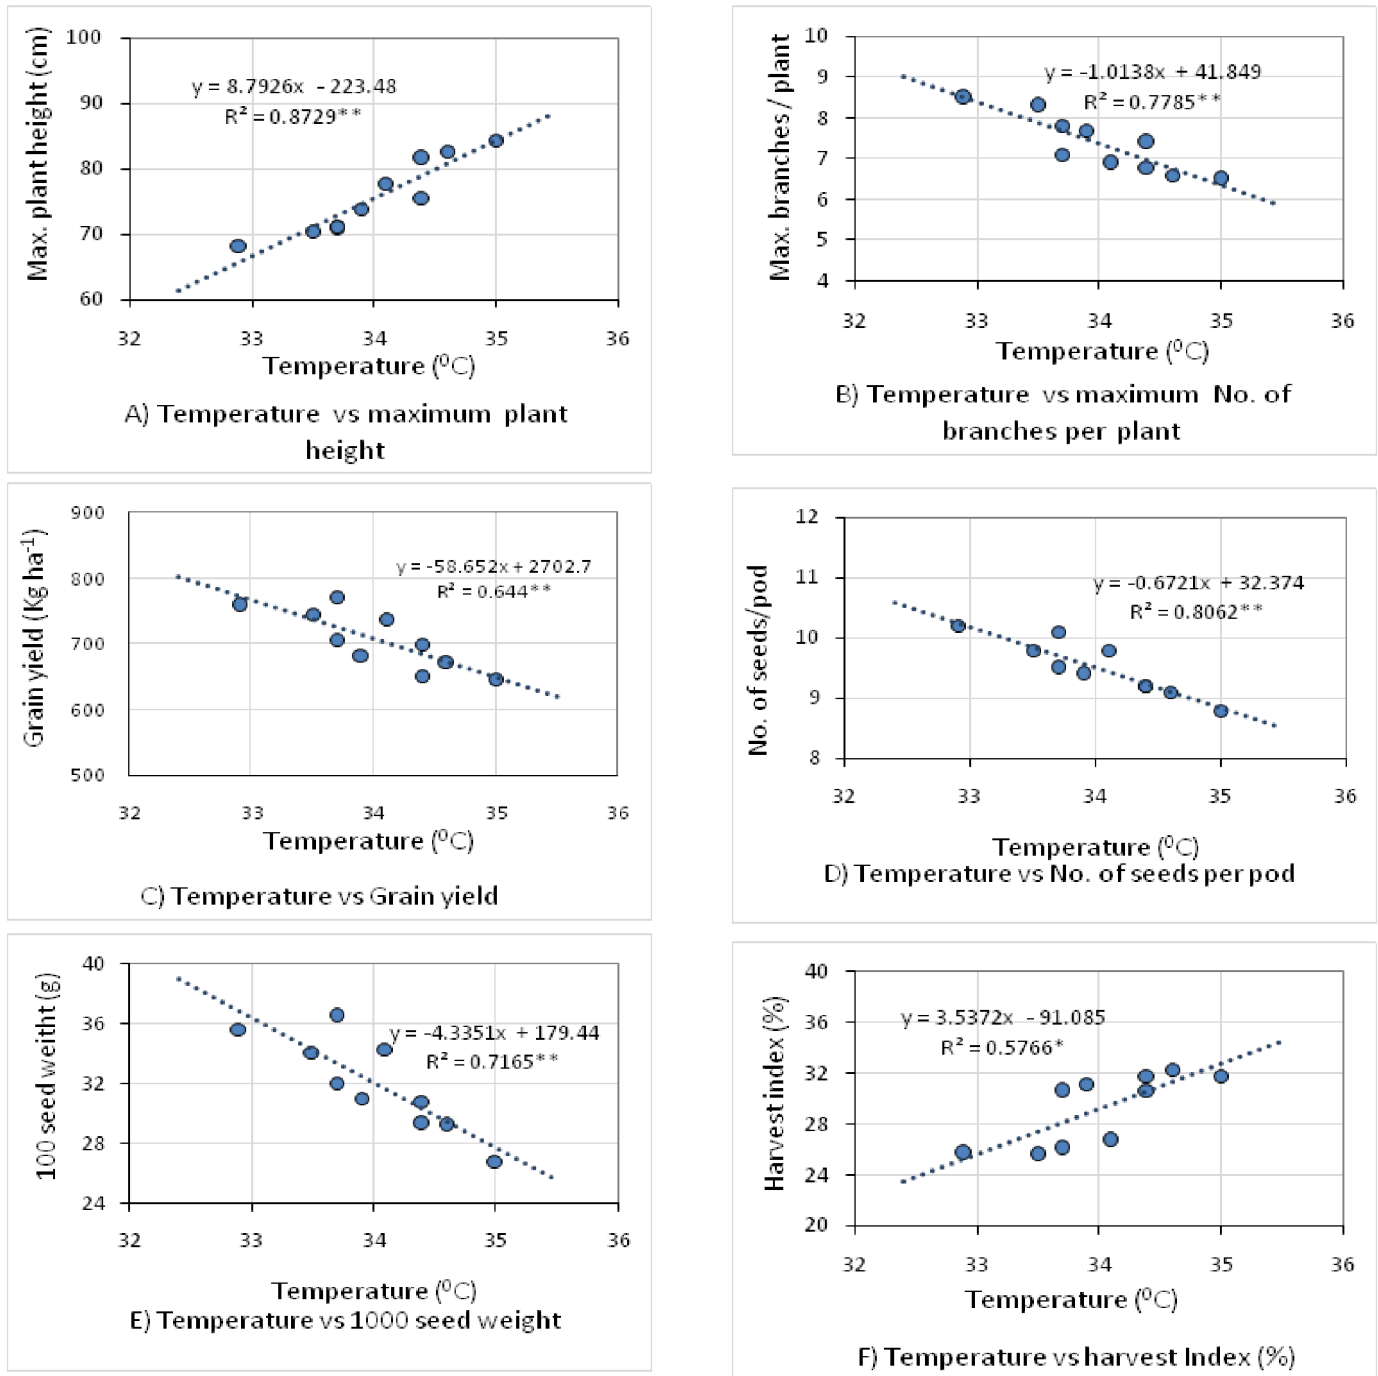 Max. plant height (cm)
100
90
80
70
60
y = 8.7926x - 223.48
R² = 0.8729**
32 33 34 35 36
Temperature (⁰C)
A) Temperature vs maximum plant
height
Max. branches / plant
10
9
8
7
6
5
4
y = -1.0138x + 41.849
R² = 0.7785**
32 33 34 35 36
Temperature (⁰C)
B) Temperature vs maximum No. of
branches per plant
Grain yield (Kg ha⁻¹)
900
800
700
600
500
y = -58.652x + 2702.7
R² = 0.644**
32 33 34 35 36
Temperature (⁰C)
C) Temperature vs Grain yield
No. of seeds/pod
12
11
10
9
8
y = -0.6721x + 32.374
R² = 0.8062**
32 33 34 35 36
Temperature (⁰C)
D) Temperature vs No. of seeds per pod
100 seed weitht (g)
40
36
32
28
24
y = -4.3351x + 179.44
R² = 0.7165**
32 33 34 35 36
Temperature (⁰C)
E) Temperature vs 1000 seed weight
Harvest index (%)
40
36
32
28
24
20
y = 3.5372x - 91.085
R² = 0.5766*
32 33 34 35 36
Temperature (⁰C)
F) Temperature vs harvest Index (%)